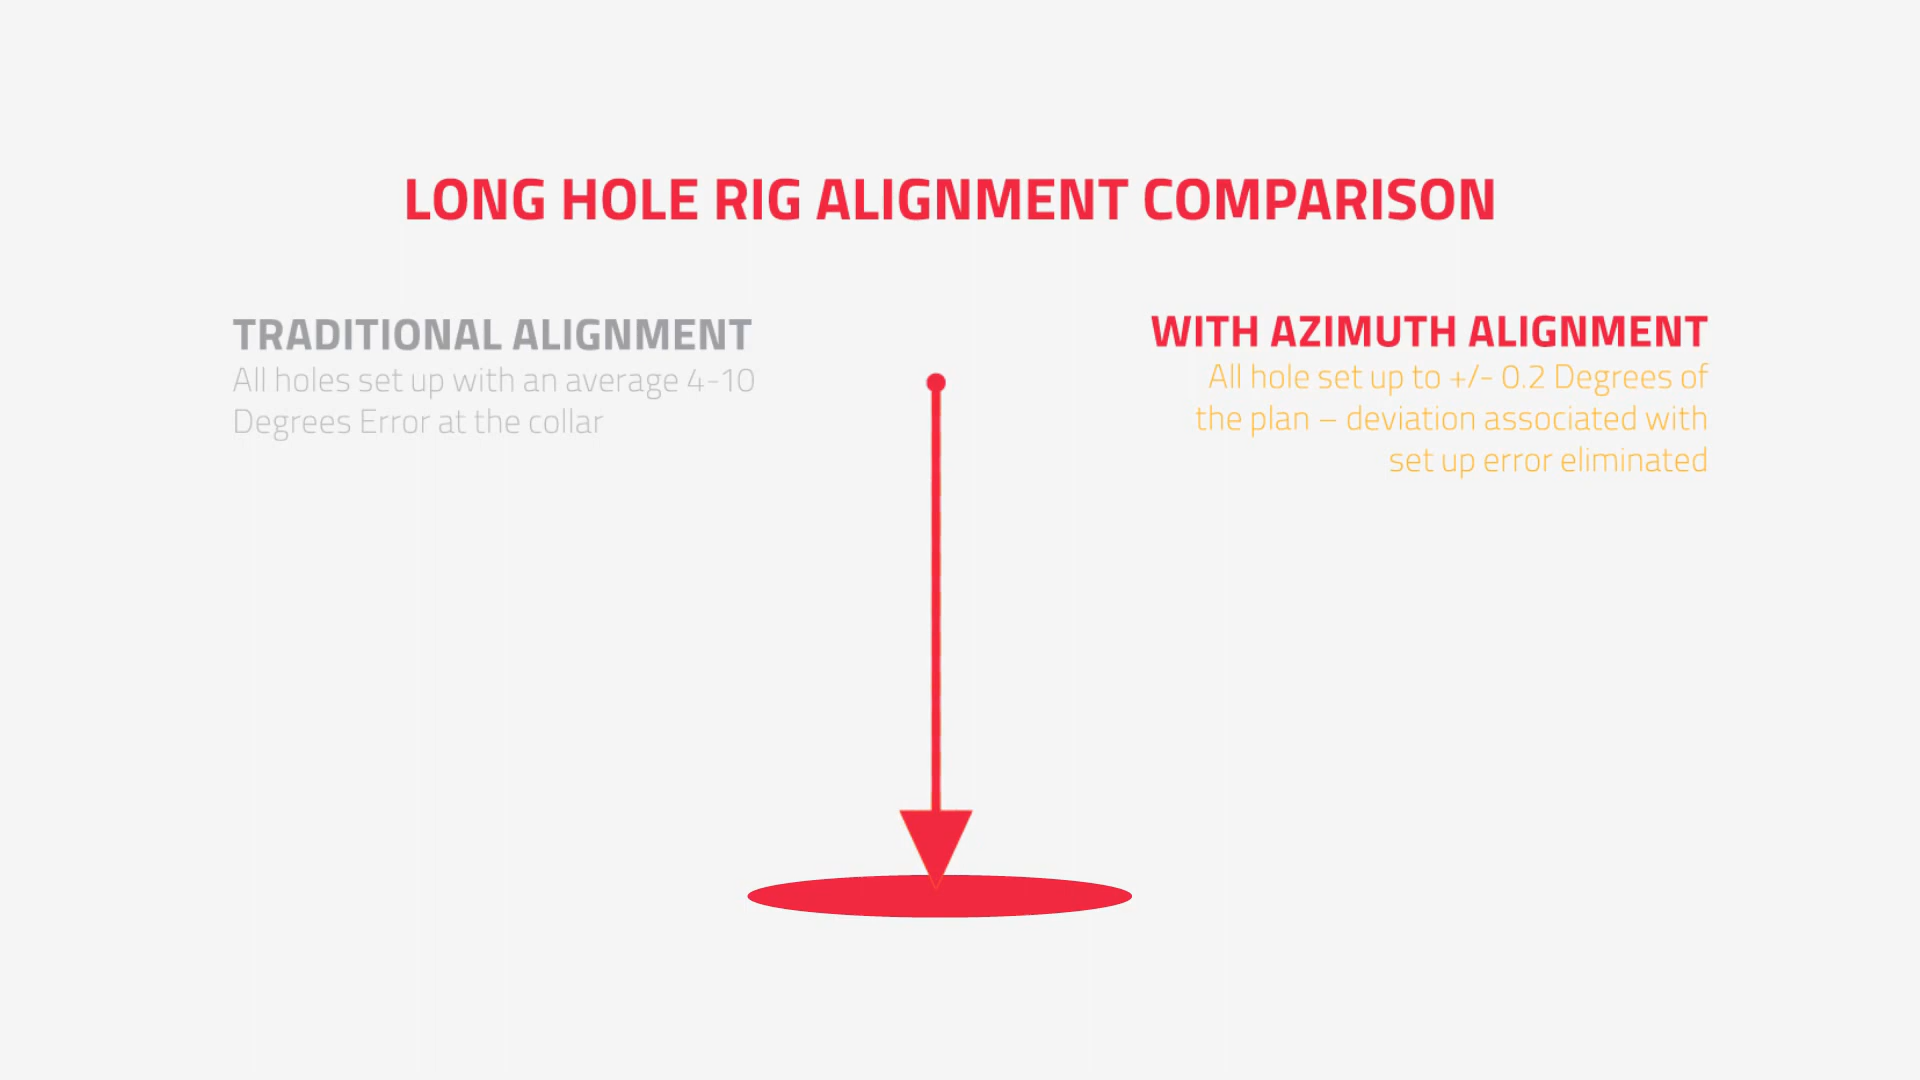 LONG HOLE RIG ALIGNMENT COMPARISON
TRADITIONAL ALIGNMENT
All holes set up with an average 4-10
Degrees Error at the collar
WITH AZIMUTH ALIGNMENT
All hole set up to +/- 0.2 Degrees of
the plan – deviation associated with
set up error eliminated